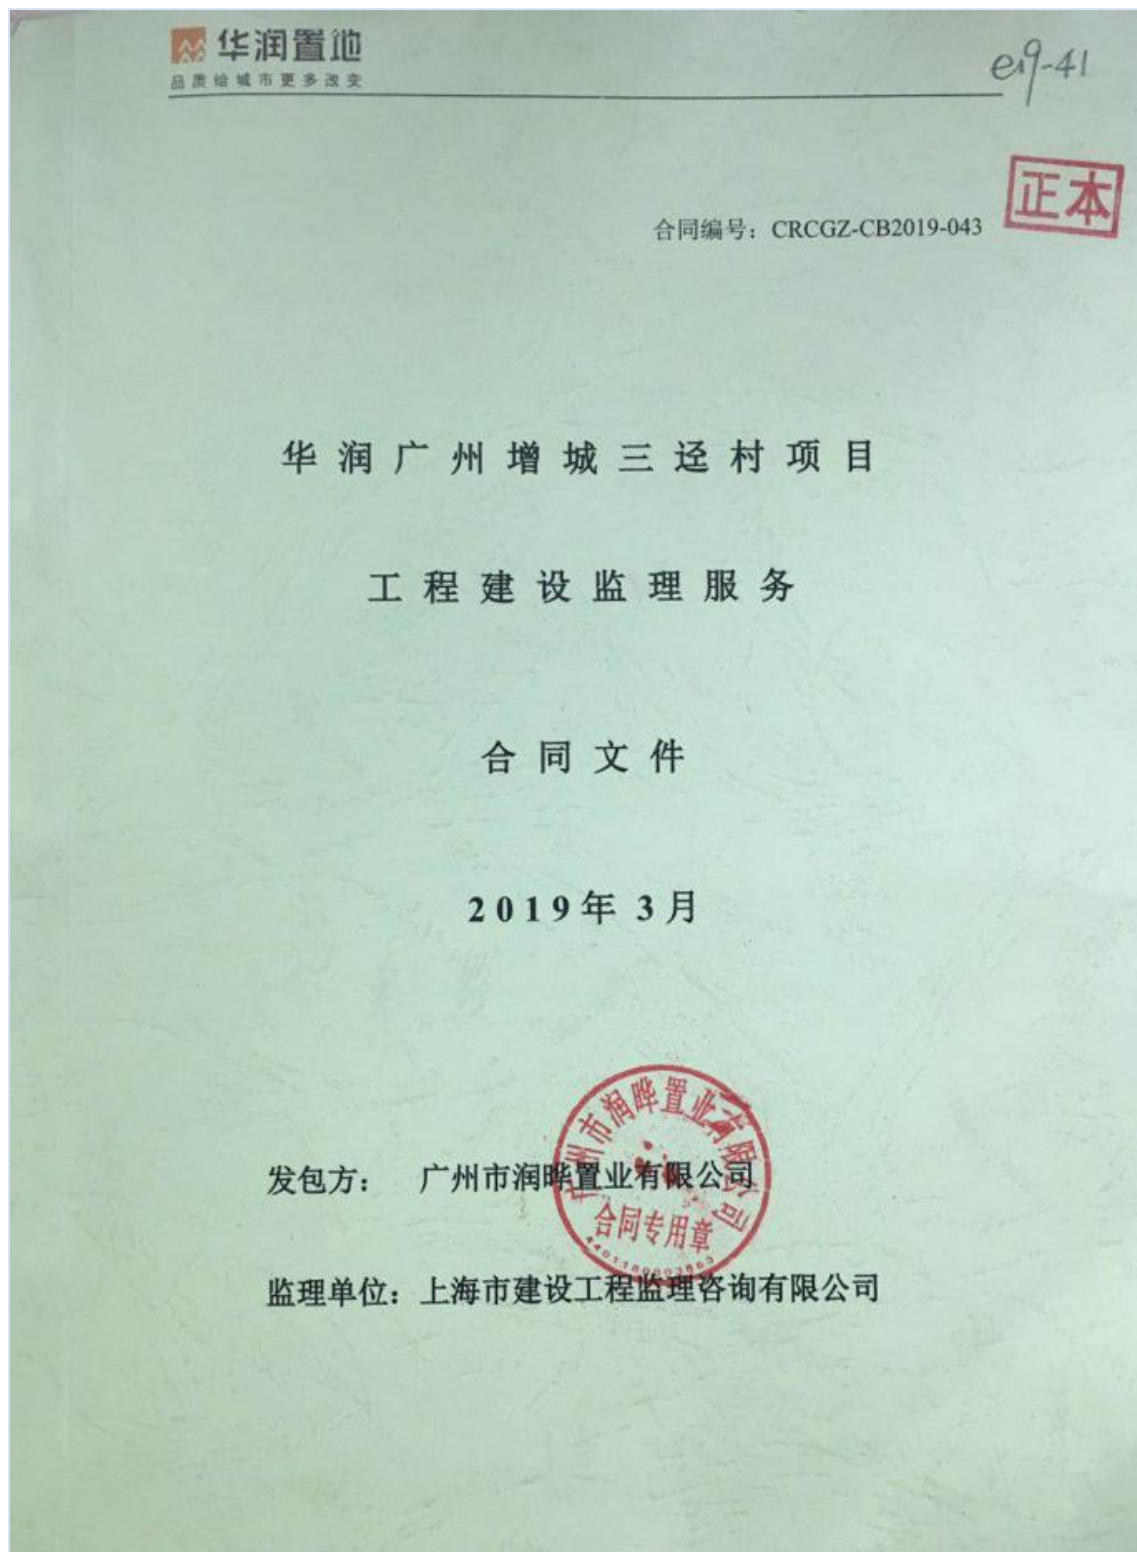 华润置地
品质给城市更多改变
e19-41
正本
合同编号：CRCGZ-CB2019-043
华润广州增城三迳村项目
工程建设监理服务
合同文件
2019年 3月
广州市润晔置业有限公司
发包方： 广州市润晔置业有限公司
合同专用章
监理单位：上海市建设工程监理咨询有限公司